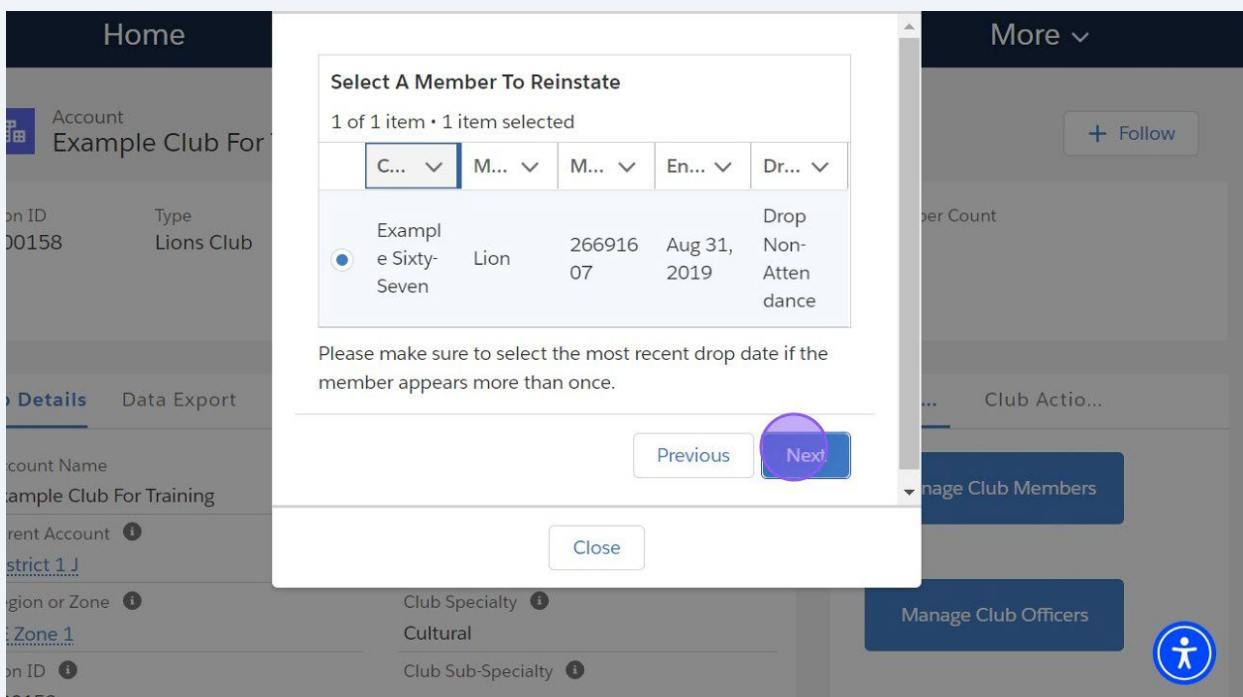 Home
More
Account
Example Club For
Follow
on ID
Type
00158
Lions Club
ber Count
Select A Member To Reinstate
1 of 1 item • 1 item selected
C...
M...
M...
En...
Dr...
Exampl
e Sixty-
Seven
Lion
266916
07
Aug 31,
2019
Drop
Non-
Atten
dance
Please make sure to select the most recent drop date if the
member appears more than once.
Previous
Next
Close
Details
Data Export
...
Club Actio...
ccount Name
xample Club For Training
rent Account
strict 1 J
egion or Zone
Zone 1
on ID
Club Specialty
Cultural
Club Sub-Specialty
nage Club Members
Manage Club Officers